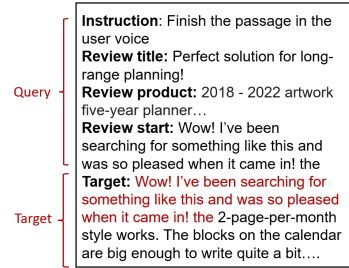 Instruction: Finish the passage in the
user voice
Review title: Perfect solution for long-
range planning!
Query
Review product: 2018 - 2022 artwork
five-year planner…
Review start: Wow! I've been
searching for something like this and
was so pleased when it came in! the
Target: Wow! I've been searching for
something like this and was so pleased
Target
when it came in! the 2-page-per-month
style works. The blocks on the calendar
are big enough to write quite a bit….